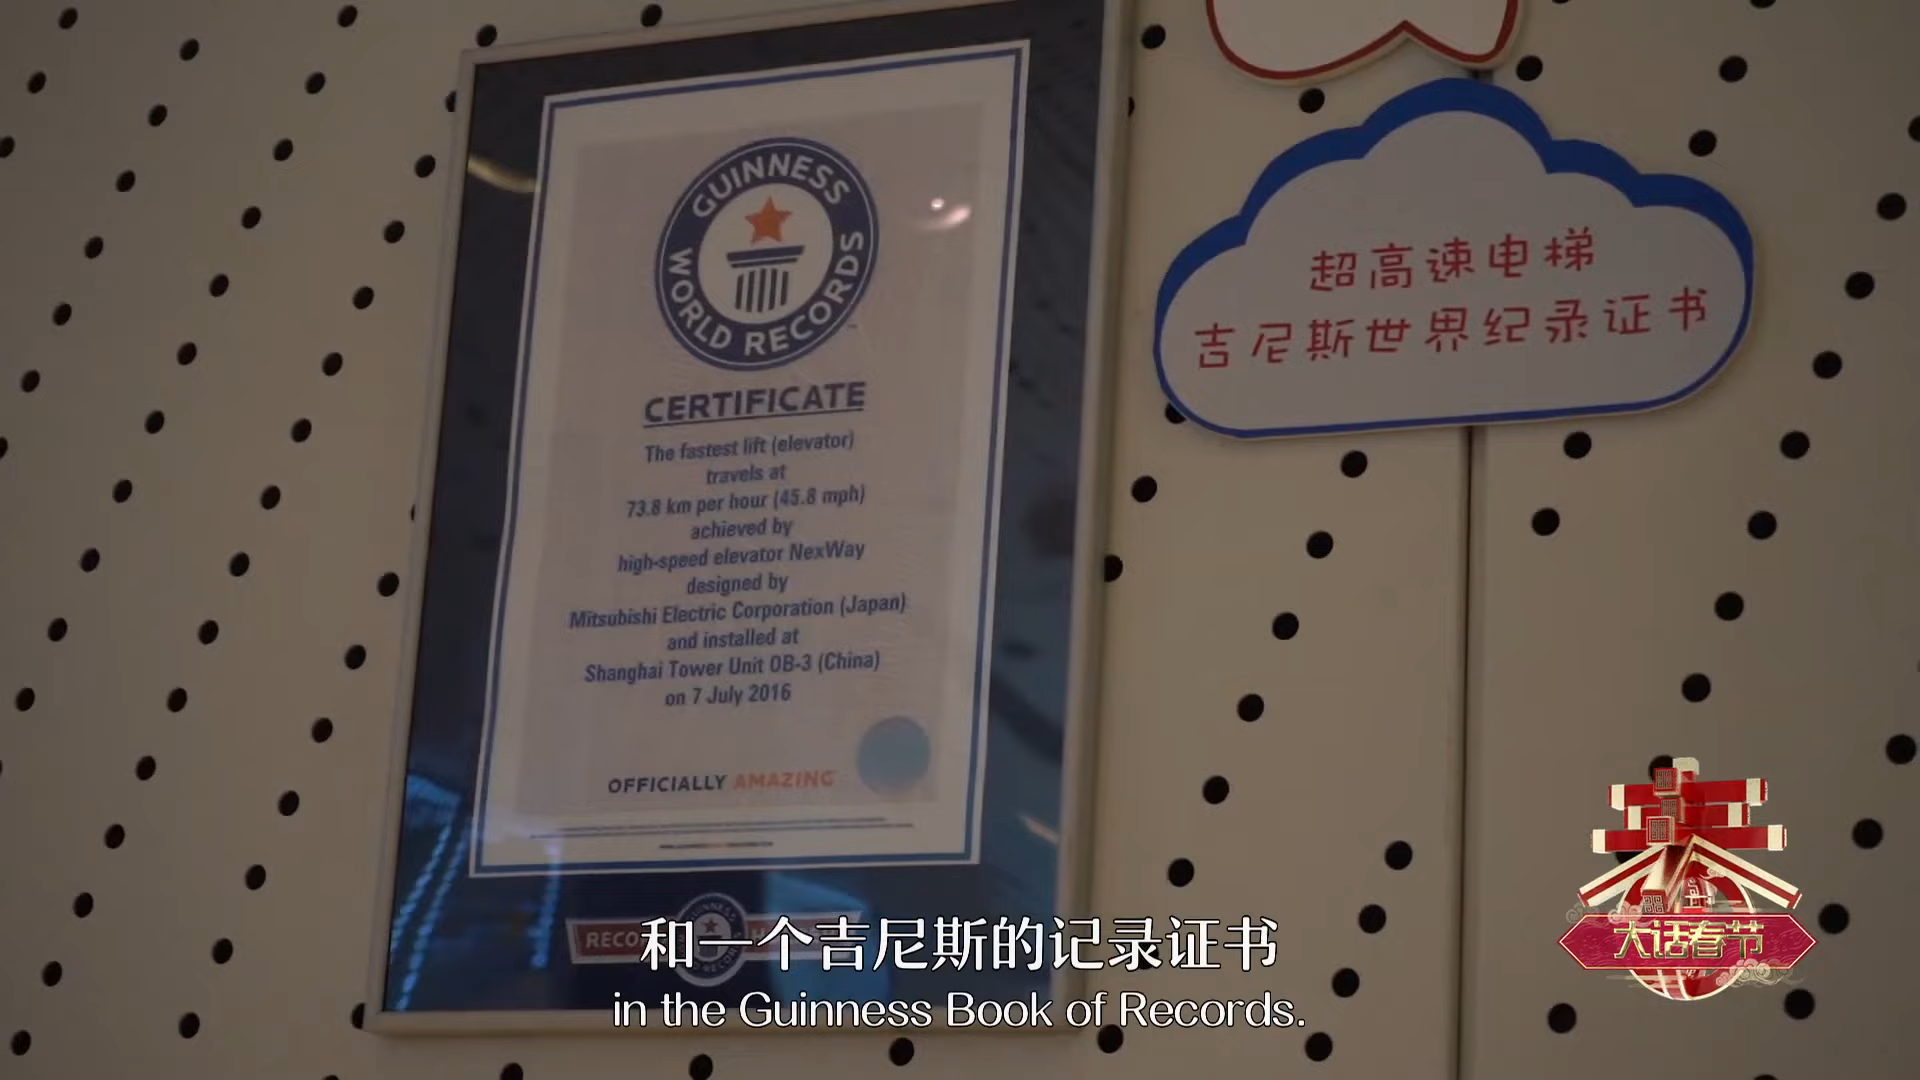 GUINNESS WORLD RECORDS
CERTIFICATE
The fastest lift (elevator)
travels at
73.8 km per hour (45.8 mph)
achieved by
high-speed elevator NexWay
designed by
Mitsubishi Electric Corporation (Japan)
and installed at
Shanghai Tower Unit OB-3 (China)
on 7 July 2016
OFFICIALLY AMAZING
超高速电梯
吉尼斯世界纪录证书
大话春节
和一个吉尼斯的记录证书
in the Guinness Book of Records.